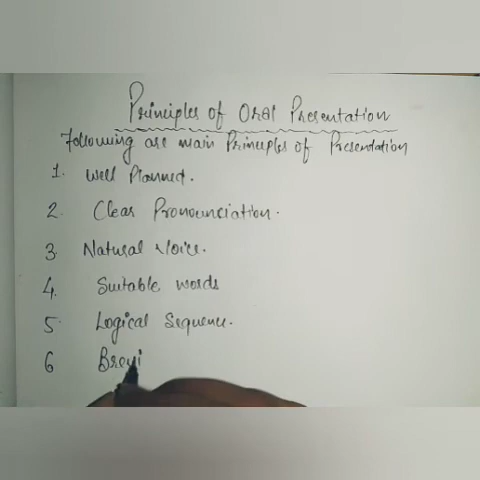 Principles of Oral Presentation
Following are main Principles of Presentation
1. Well Planned.
2. Clear Pronounciation.
3. Natural Voice.
4. Suitable words
5. Logical Sequence.
6 Brevi